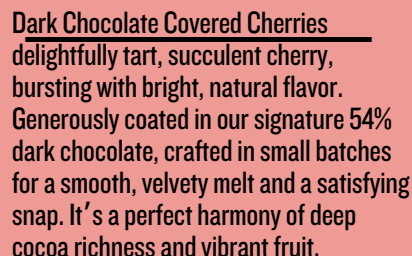 Dark Chocolate Covered Cherries
delightfully tart, succulent cherry,
bursting with bright, natural flavor.
Generously coated in our signature 54%
dark chocolate, crafted in small batches
for a smooth, velvety melt and a satisfying
snap. It′s a perfect harmony of deep
cocoa richness and vibrant fruit.